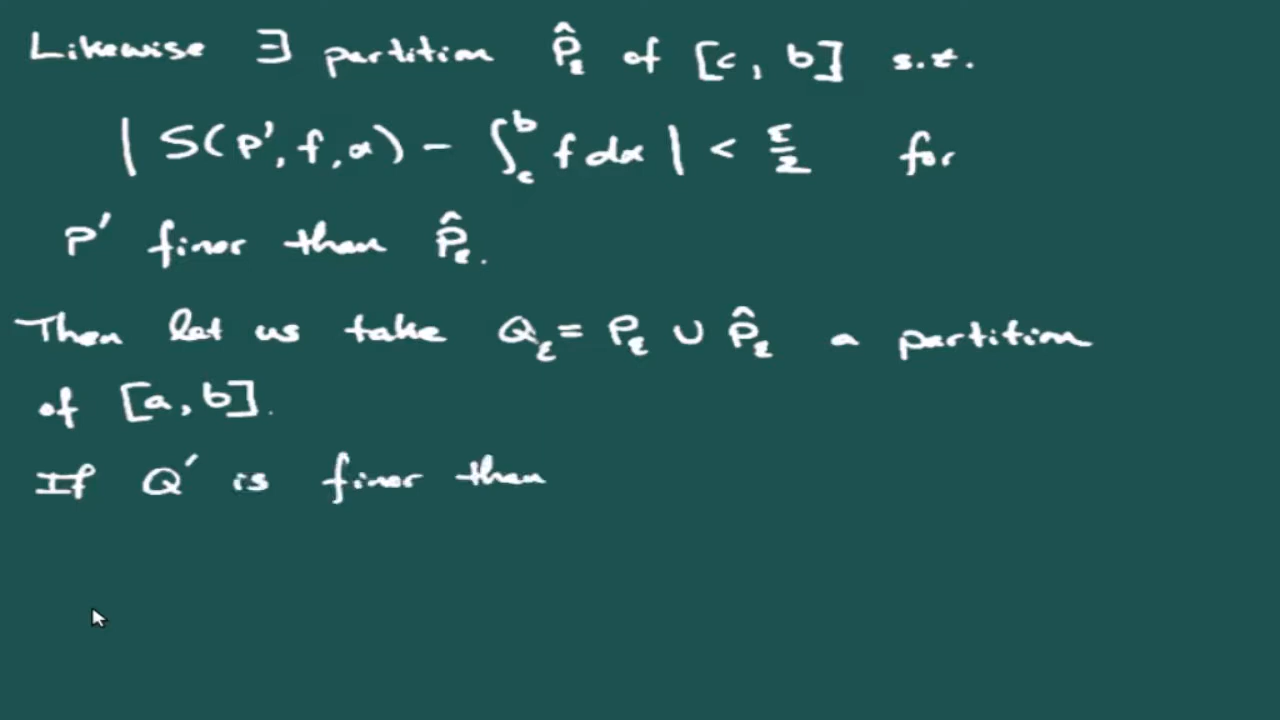 Likewise ∃ partition P̂_ε of [c, b] s.t.
| S(P', f, α) - ∫_c^b f dα | < ε/2 for
P' finer than P̂_ε.
Then let us take Q_ε = P_ε ∪ P̂_ε a partition
of [a, b].
If Q' is finer than